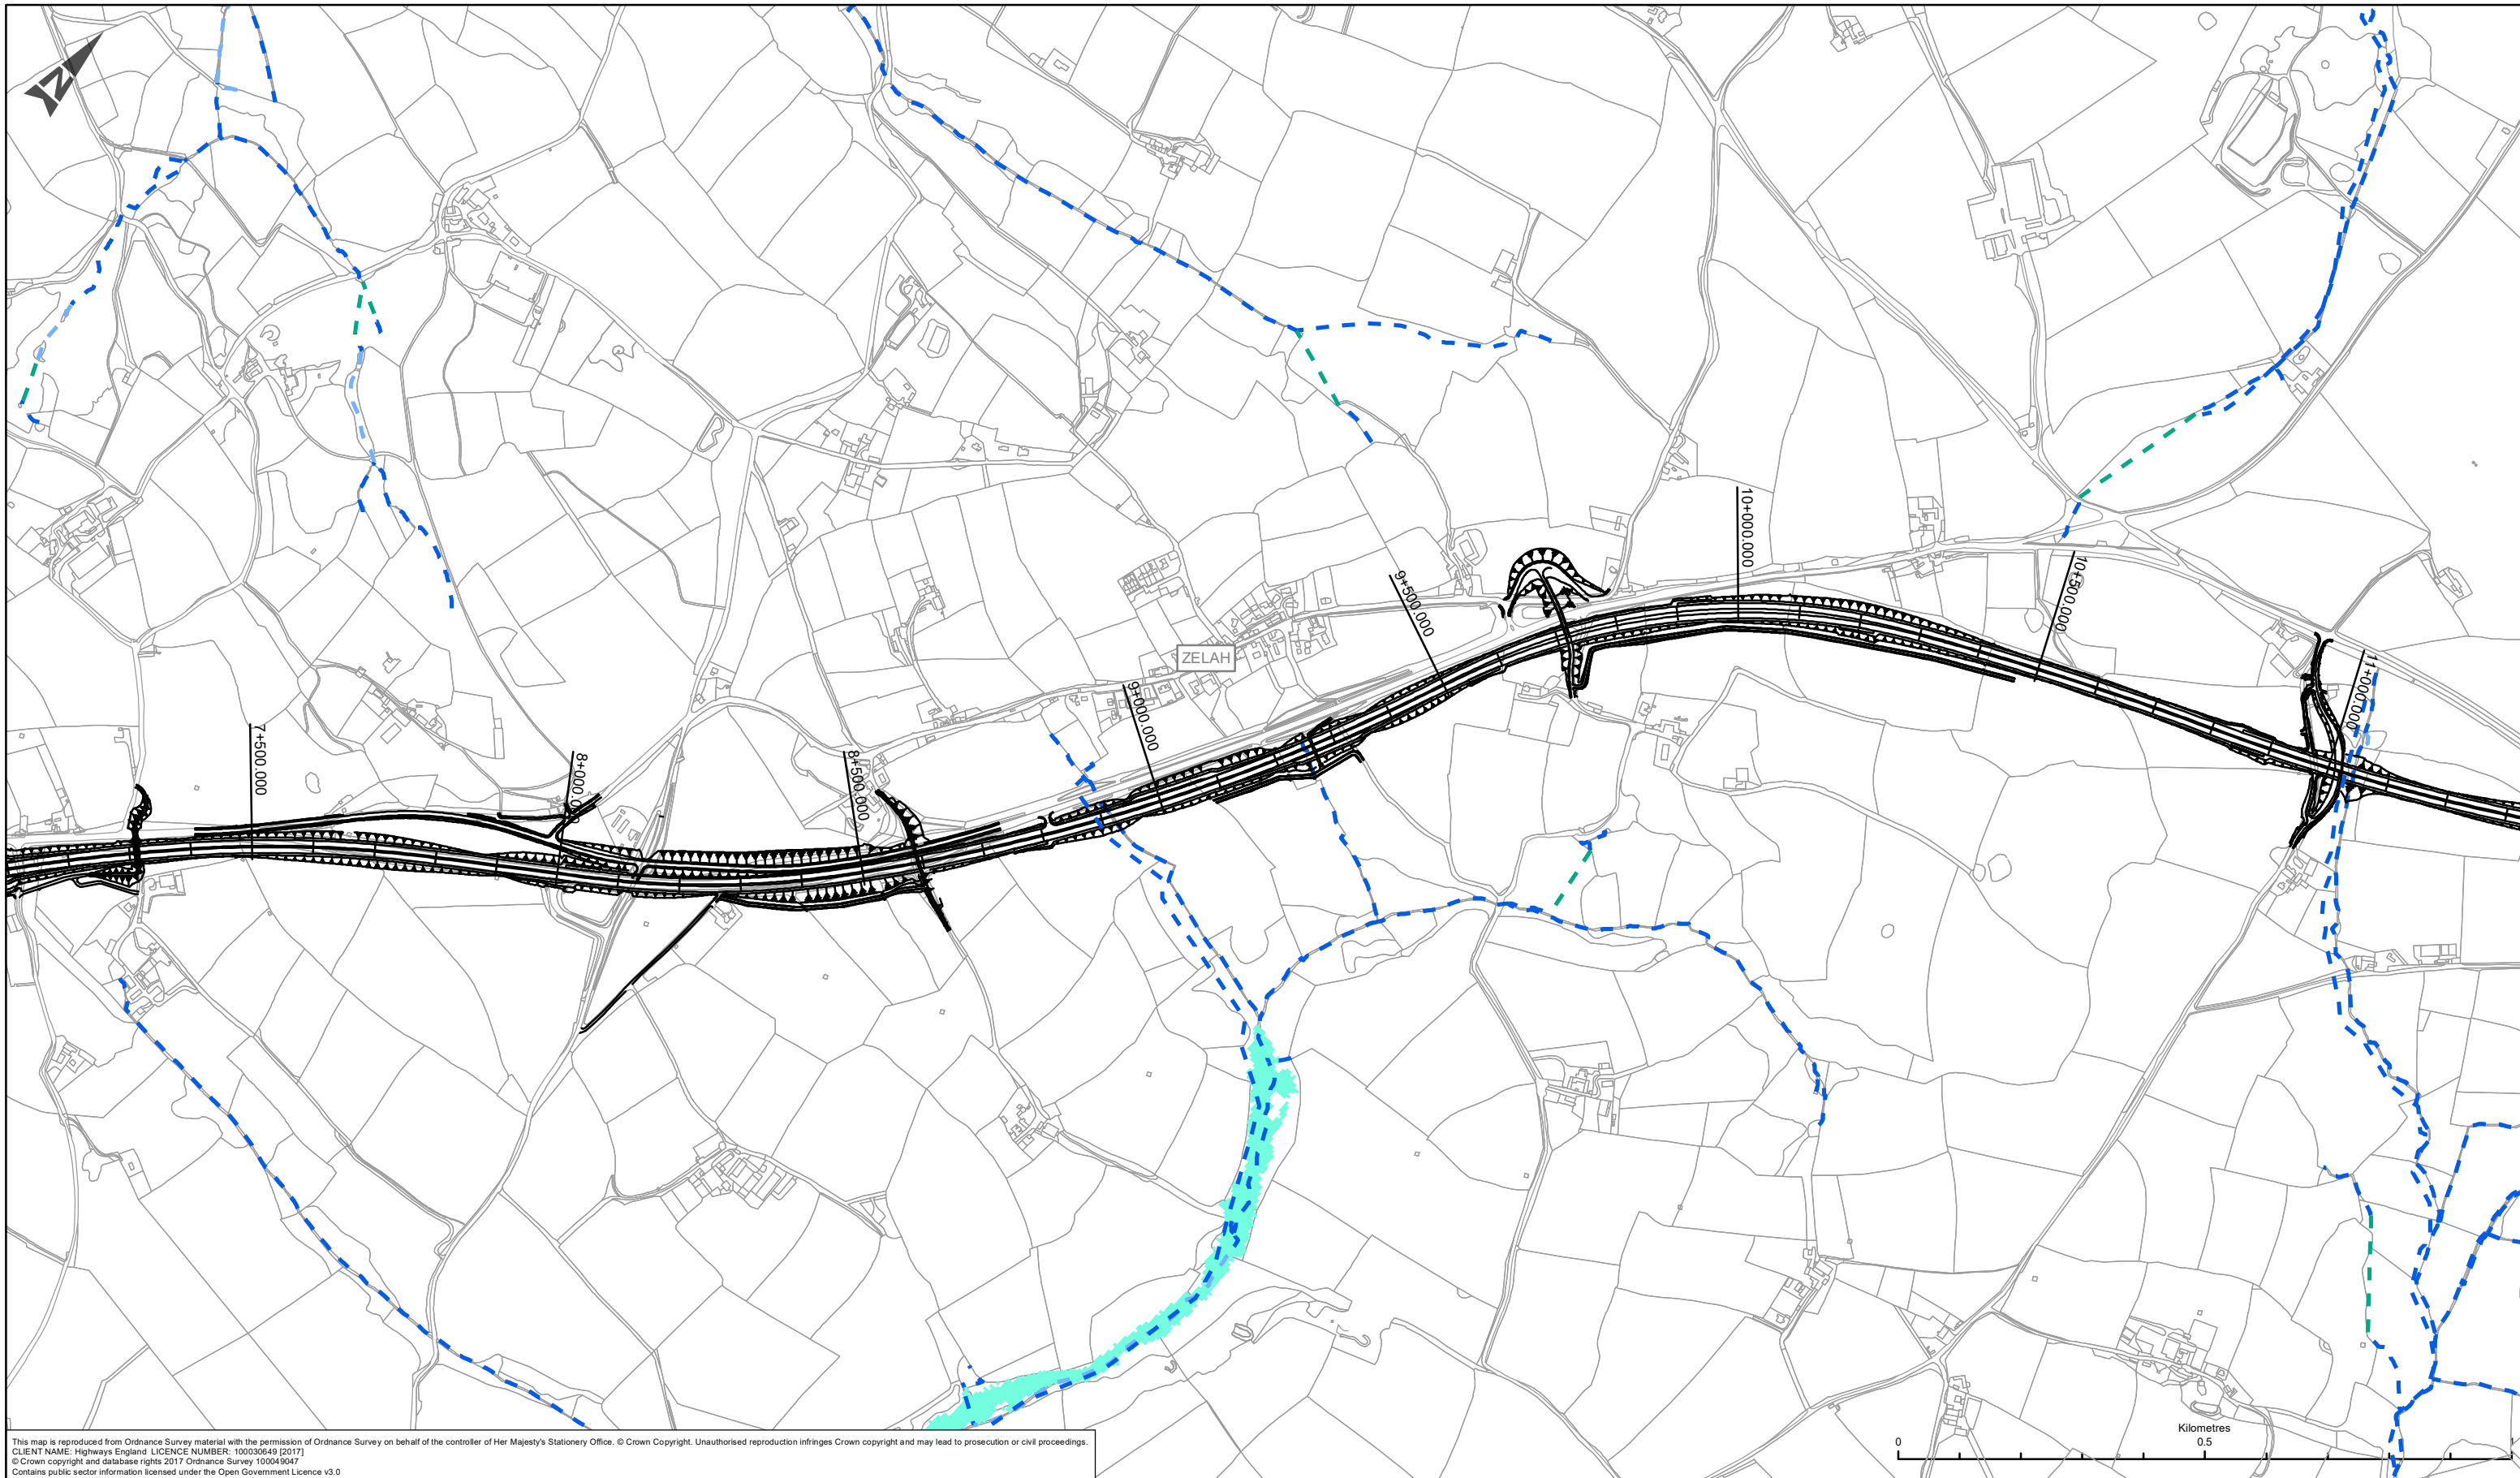 N
10+000.000
9+500.000
10+500.000
ZELAH
11+000.000
9+000.000
7+500.000
8+000.00
8+500.000
Kilometres
0 0.5 1
This map is reproduced from Ordnance Survey material with the permission of Ordnance Survey on behalf of the controller of Her Majesty's Stationery Office. © Crown Copyright. Unauthorised reproduction infringes Crown copyright and may lead to prosecution or civil proceedings.
CLIENT NAME: Highways England LICENCE NUMBER: 100030649 [2017]
© Crown copyright and database rights 2017 Ordnance Survey 100049047
Contains public sector information licensed under the Open Government Licence v3.0